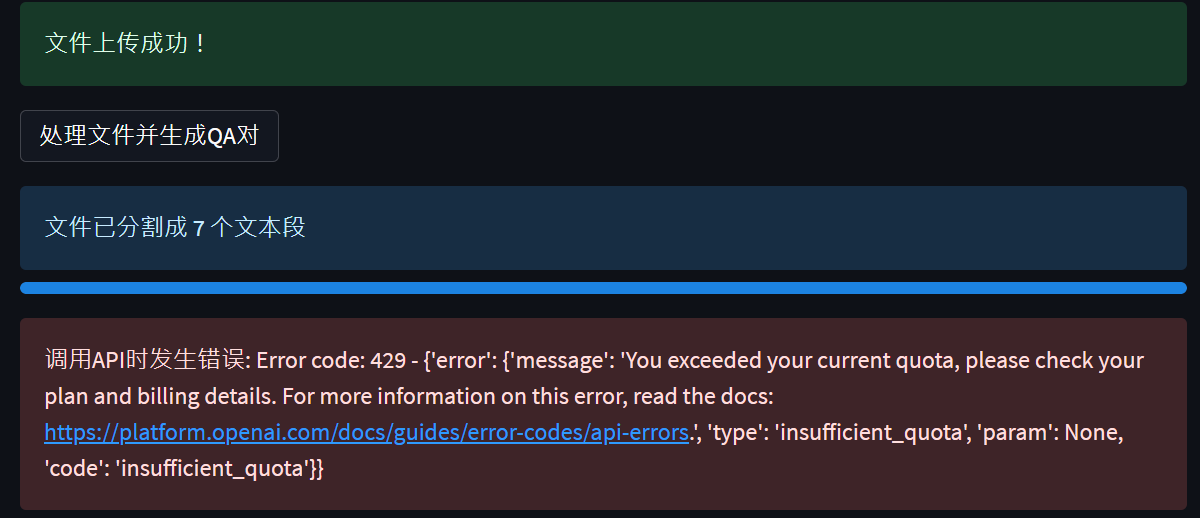 文件上传成功！
处理文件并生成QA对
文件已分割成 7 个文本段
调用API时发生错误: Error code: 429 - {'error': {'message': 'You exceeded your current quota, please check your
plan and billing details. For more information on this error, read the docs:
https://platform.openai.com/docs/guides/error-codes/api-errors.', 'type': 'insufficient_quota', 'param': None,
'code': 'insufficient_quota'}}